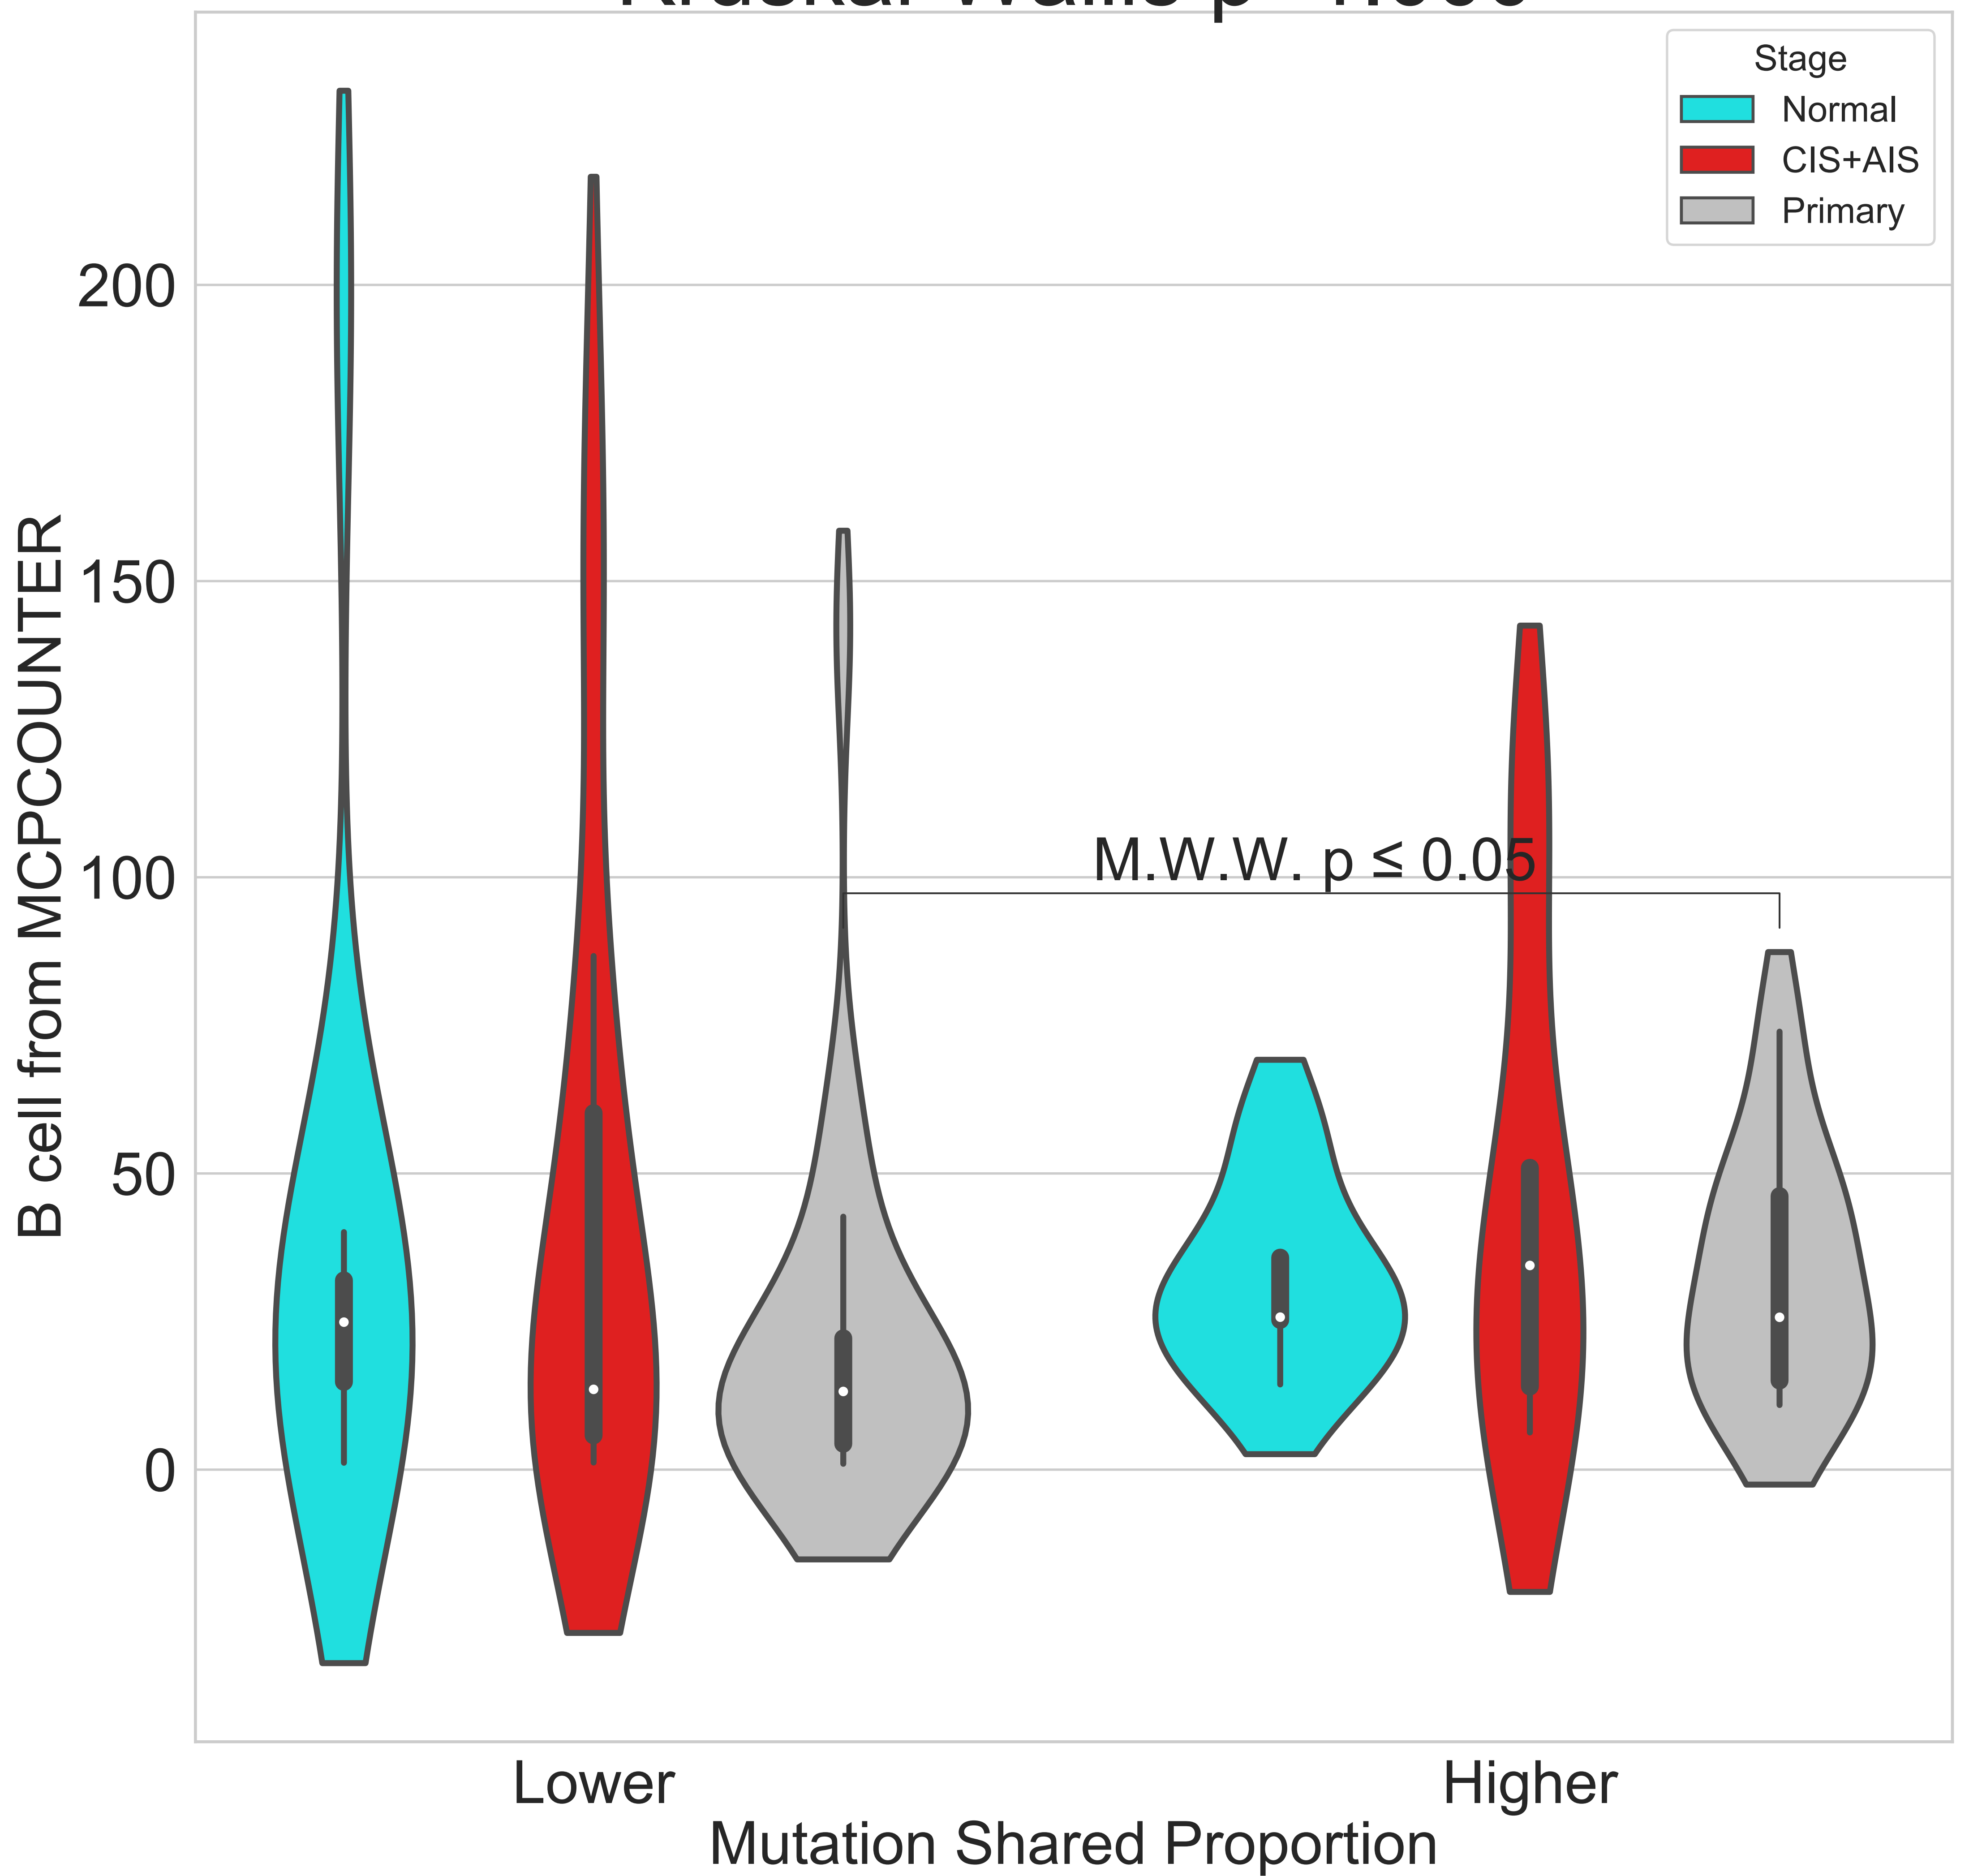 Stage
Normal
CIS+AIS
Primary
200
150
100
50
0
B cell from MCPCOUNTER
M.W.W. p ≤ 0.05
Lower
Higher
Mutation Shared Proportion